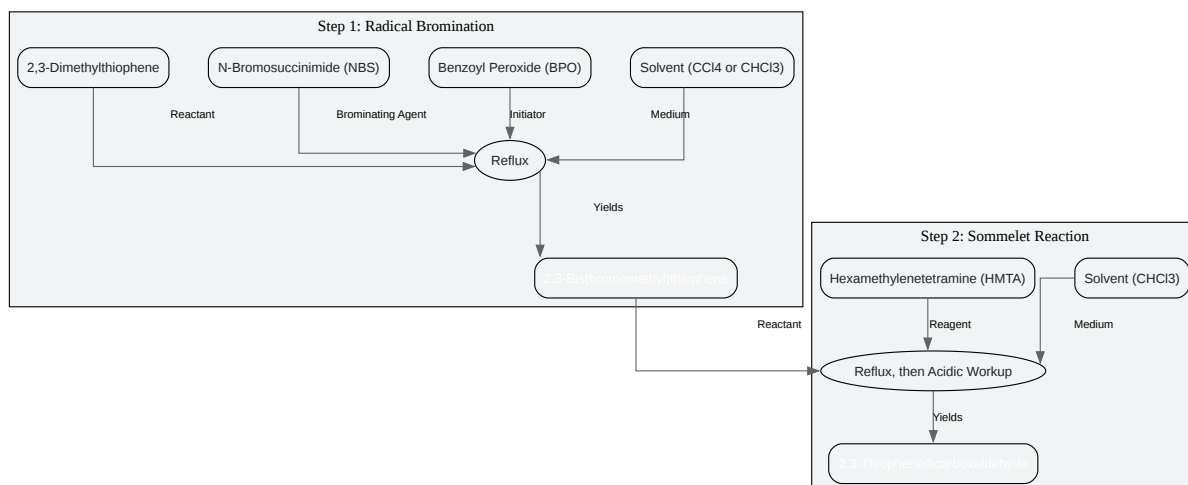 Step 1: Radical Bromination
2,3-Dimethylthiophene
N-Bromosuccinimide (NBS)
Benzoyl Peroxide (BPO)
Solvent (CCl4 or CHCl3)
Reactant
Brominating Agent
Initiator
Medium
Reflux
Yields
2,3-Bis(bromomethyl)thiophene
Step 2: Sommelet Reaction
Hexamethylenetetramine (HMTA)
Solvent (CHCl3)
Reactant
Reagent
Medium
Reflux, then Acidic Workup
Yields
2,3-Thiophenedicarboxaldehyde